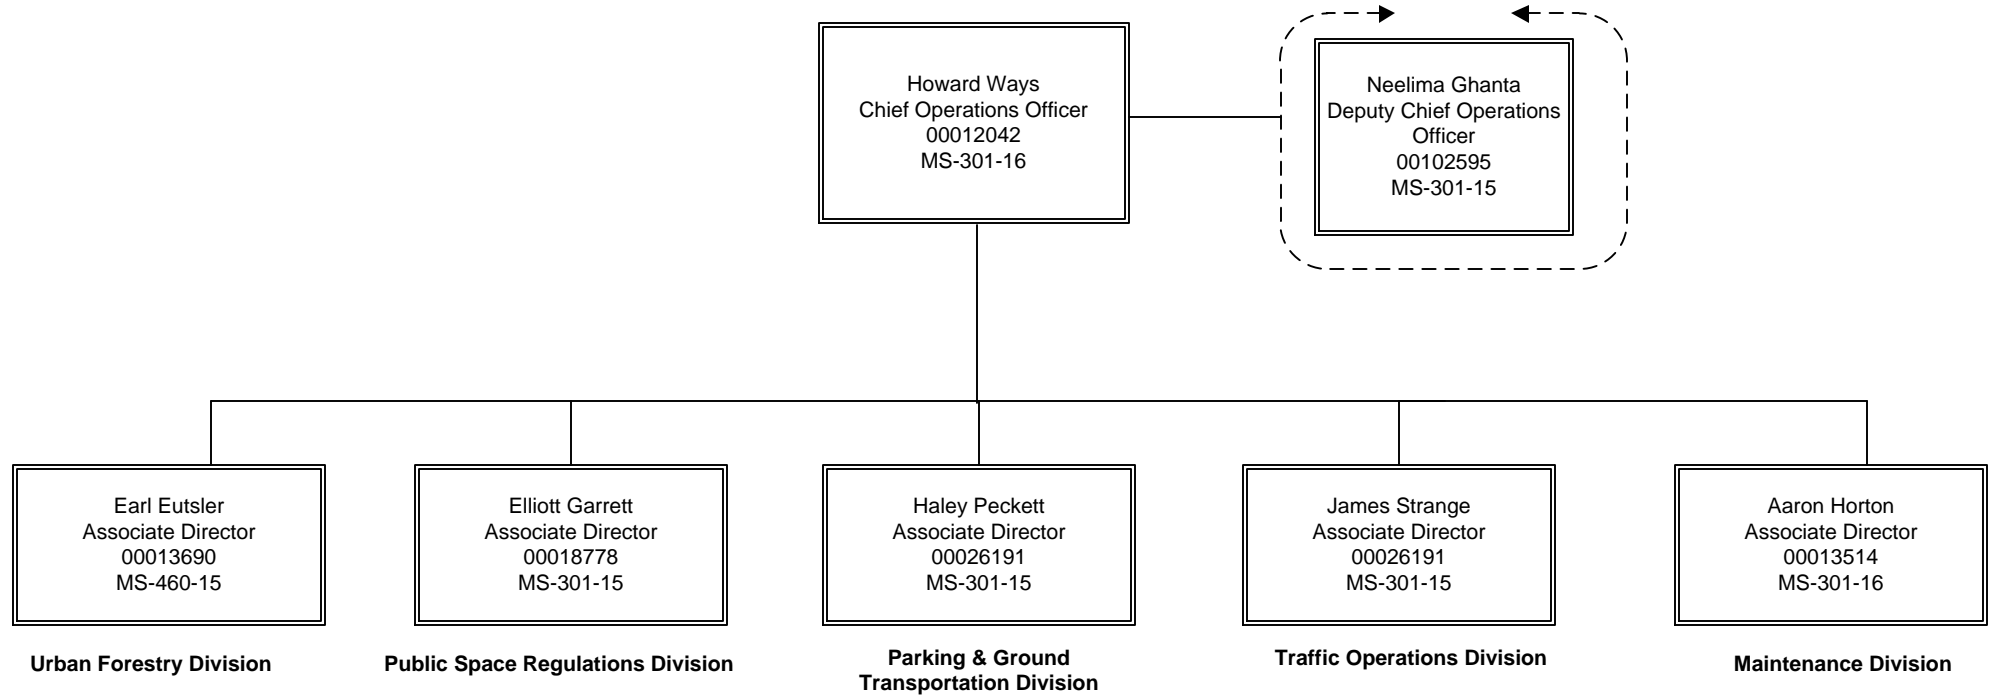 Howard Ways
Chief Operations Officer
00012042
MS-301-16
Neelima Ghanta
Deputy Chief Operations
Officer
00102595
MS-301-15
Earl Eutsler
Associate Director
00013690
MS-460-15
Urban Forestry Division
Elliott Garrett
Associate Director
00018778
MS-301-15
Public Space Regulations Division
Haley Peckett
Associate Director
00026191
MS-301-15
Parking & Ground
Transportation Division
James Strange
Associate Director
00026191
MS-301-15
Traffic Operations Division
Aaron Horton
Associate Director
00013514
MS-301-16
Maintenance Division